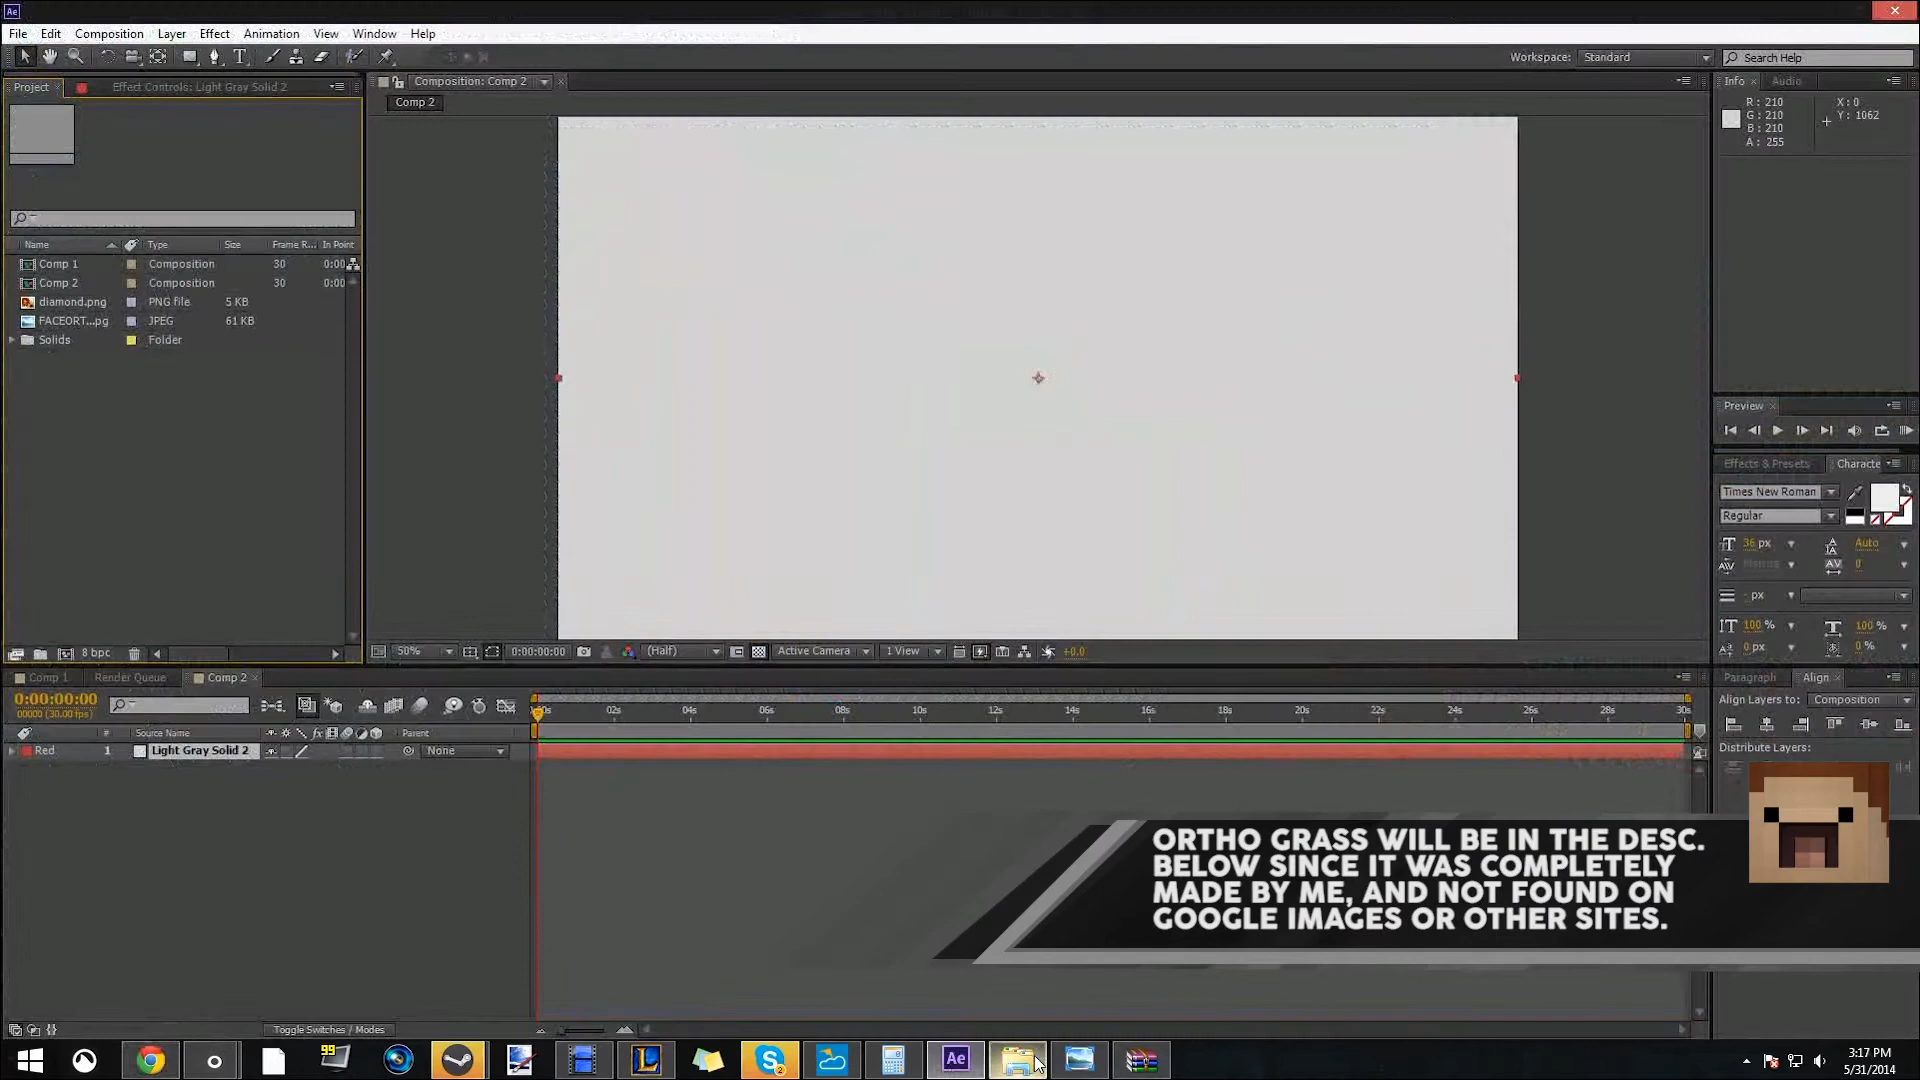 Ae
File Edit Composition Layer Effect Animation View Window Help
Workspace: Standard Search Help
Project Effect Controls: Light Gray Solid 2
Composition: Comp 2
Comp 2
Info Audio
R: 210 X: 0
G: 210 Y: 1062
B: 210
A: 255
Name Type Size Frame R... In Point
Comp 1 Composition 30 0:00
Comp 2 Composition 30 0:00
diamond.png PNG file 5 KB
FACEORT...pg JPEG 61 KB
Solids Folder
Preview
Effects & Presets Characte
Times New Roman
Regular
36 px Auto
Metrics 0
- px
100 % 100 %
0 px 0 %
8 bpc
50% 0:00:00:00 (Half) Active Camera 1 View +0.0
Comp 1 Render Queue Comp 2
Paragraph Align
0:00:00:00
00000 (30.00 fps)
02s 04s 06s 08s 10s 12s 14s 16s 18s 20s 22s 24s 26s 28s 30s
Align Layers to: Composition
# Source Name Parent
Red 1 Light Gray Solid 2 None
Distribute Layers:
ORTHO GRASS WILL BE IN THE DESC.
BELOW SINCE IT WAS COMPLETELY
MADE BY ME, AND NOT FOUND ON
GOOGLE IMAGES OR OTHER SITES.
Toggle Switches / Modes
99
2
Ae
3:17 PM
5/31/2014